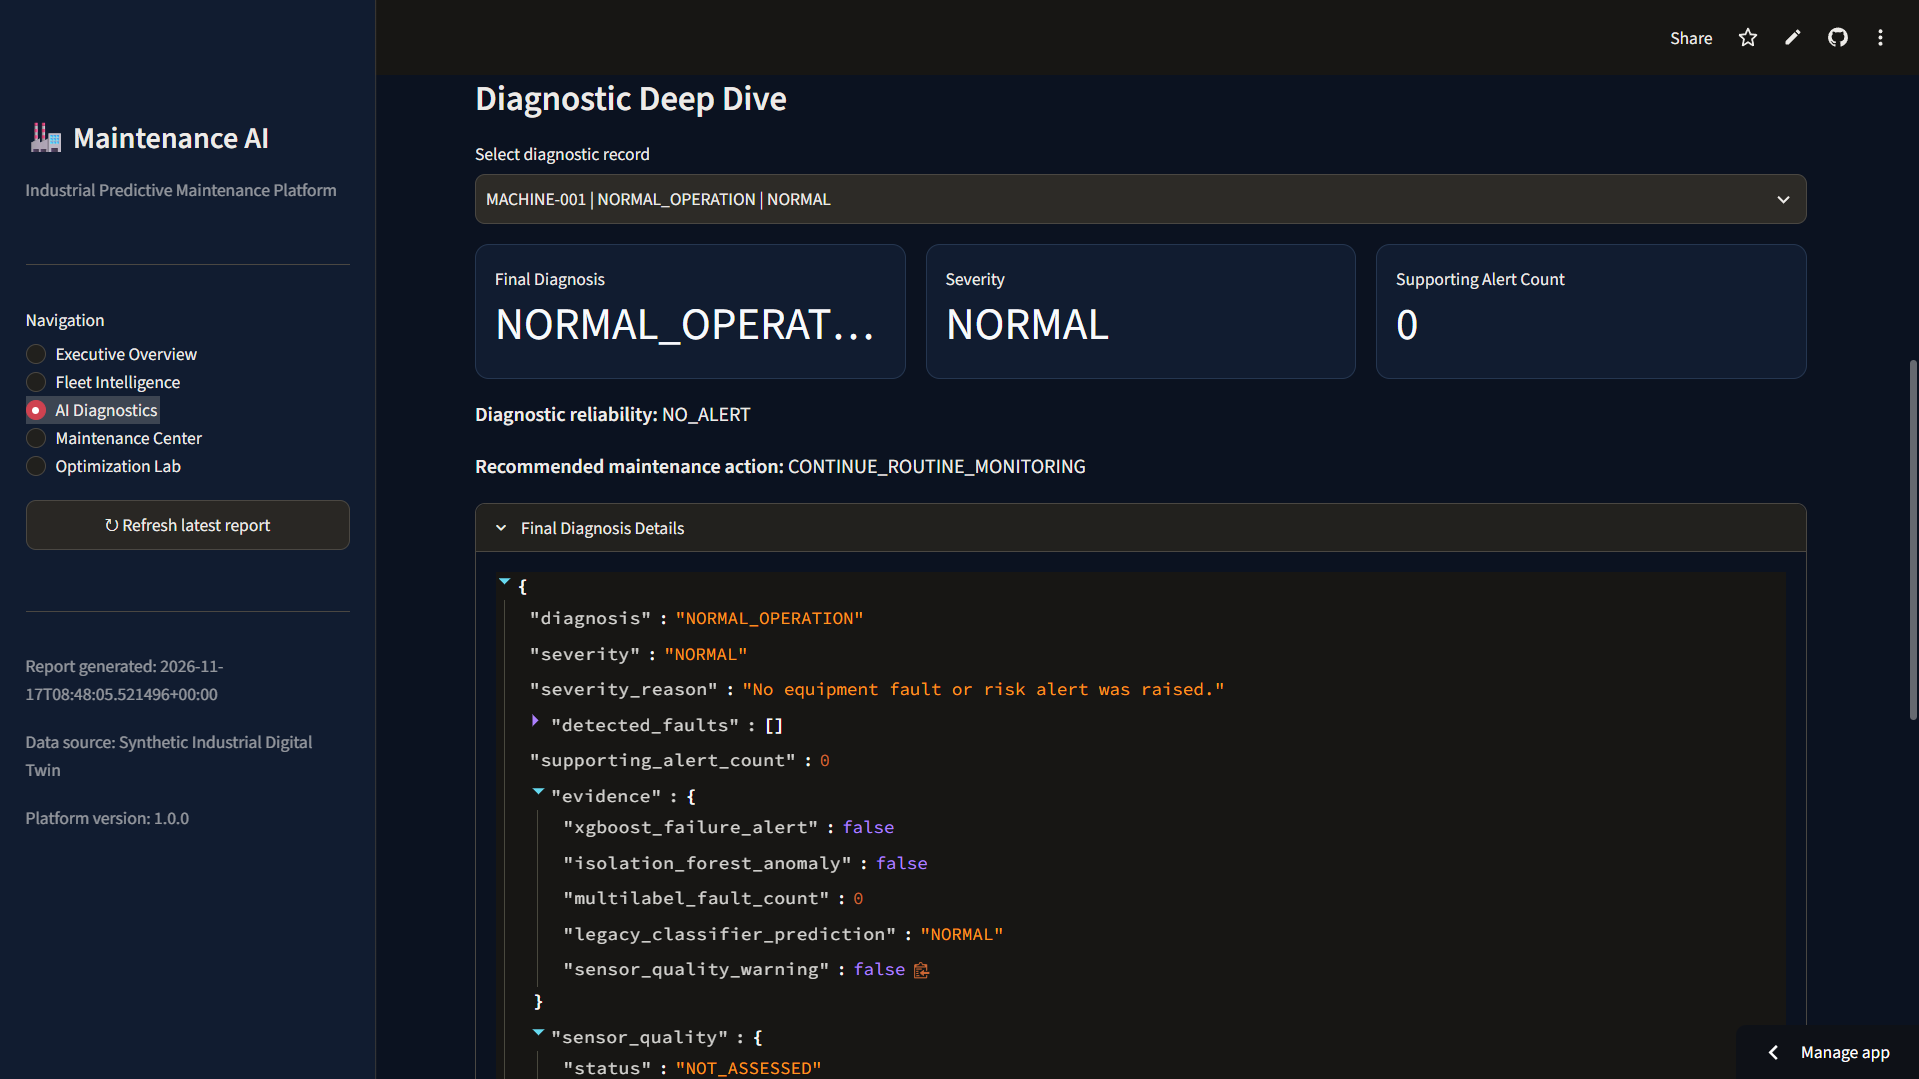 Share
Maintenance AI
Industrial Predictive Maintenance Platform
Navigation
Executive Overview
Fleet Intelligence
AI Diagnostics
Maintenance Center
Optimization Lab
↻ Refresh latest report
Report generated: 2026-11-
17T08:48:05.521496+00:00
Data source: Synthetic Industrial Digital
Twin
Platform version: 1.0.0
Diagnostic Deep Dive
Select diagnostic record
MACHINE-001 | NORMAL_OPERATION | NORMAL
Final Diagnosis
NORMAL_OPERAT…
Severity
NORMAL
Supporting Alert Count
0
Diagnostic reliability: NO_ALERT
Recommended maintenance action: CONTINUE_ROUTINE_MONITORING
Final Diagnosis Details
{
"diagnosis" : "NORMAL_OPERATION"
"severity" : "NORMAL"
"severity_reason" : "No equipment fault or risk alert was raised."
"detected_faults" : []
"supporting_alert_count" : 0
"evidence" : {
"xgboost_failure_alert" : false
"isolation_forest_anomaly" : false
"multilabel_fault_count" : 0
"legacy_classifier_prediction" : "NORMAL"
"sensor_quality_warning" : false
}
"sensor_quality" : {
"status" : "NOT_ASSESSED"
Manage app